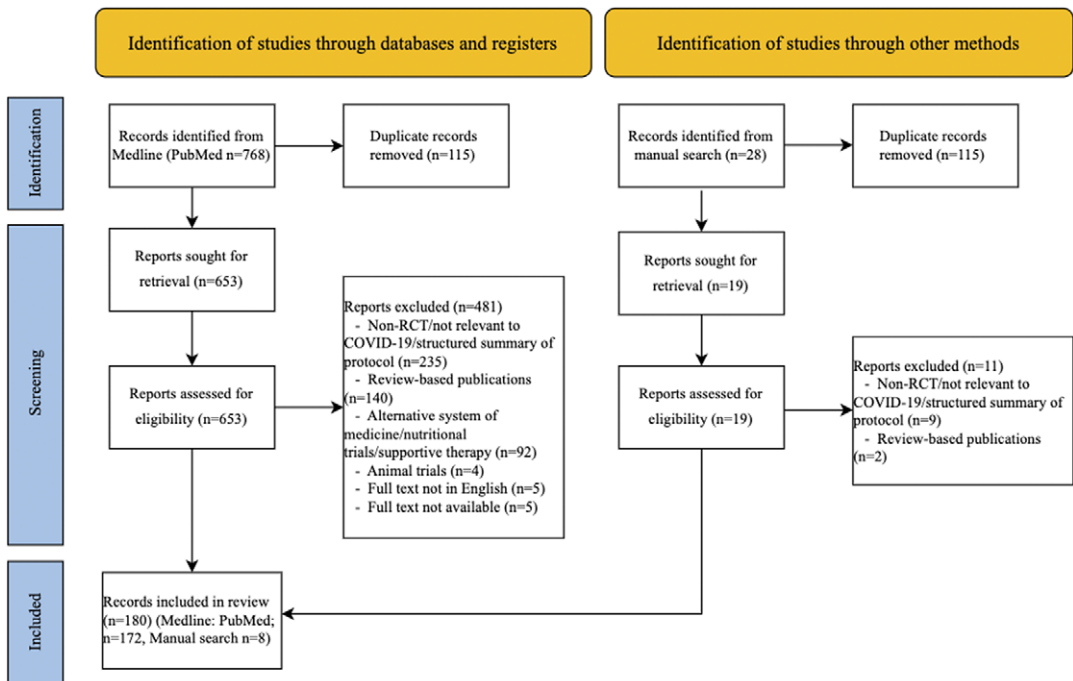 Identification of studies through databases and registers
Identification of studies through other methods
Identification
Records identified from
Medline (PubMed n=768)
Duplicate records
removed (n=115)
Records identified from
manual search (n=28)
Duplicate records
removed (n=115)
Screening
Reports sought for
retrieval (n=653)
Reports sought for
retrieval (n=19)
Reports assessed for
eligibility (n=653)
Reports excluded (n=481)
- Non-RCT/not relevant to
COVID-19/structured summary of
protocol (n=235)
- Review-based publications
(n=140)
- Alternative system of
medicine/nutritional
trials/supportive therapy (n=92)
- Animal trials (n=4)
- Full text not in English (n=5)
- Full text not available (n=5)
Reports assessed for
eligibility (n=19)
Reports excluded (n=11)
- Non-RCT/not relevant to
COVID-19/structured summary of
protocol (n=9)
- Review-based publications
(n=2)
Included
Records included in review
(n=180) (Medline: PubMed;
n=172, Manual search n=8)